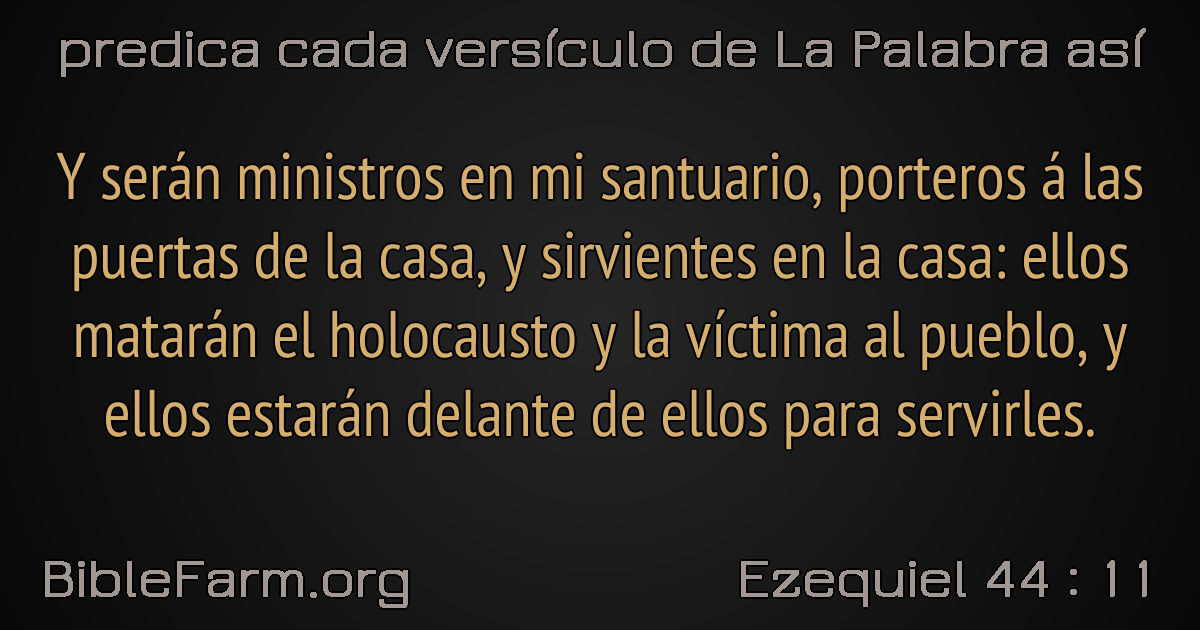 predica cada versículo de La Palabra así
Y serán ministros en mi santuario, porteros á las
puertas de la casa, y sirvientes en la casa: ellos
matarán el holocausto y la víctima al pueblo, y
ellos estarán delante de ellos para servirles.
BibleFarm.org
Ezequiel 44 : 11